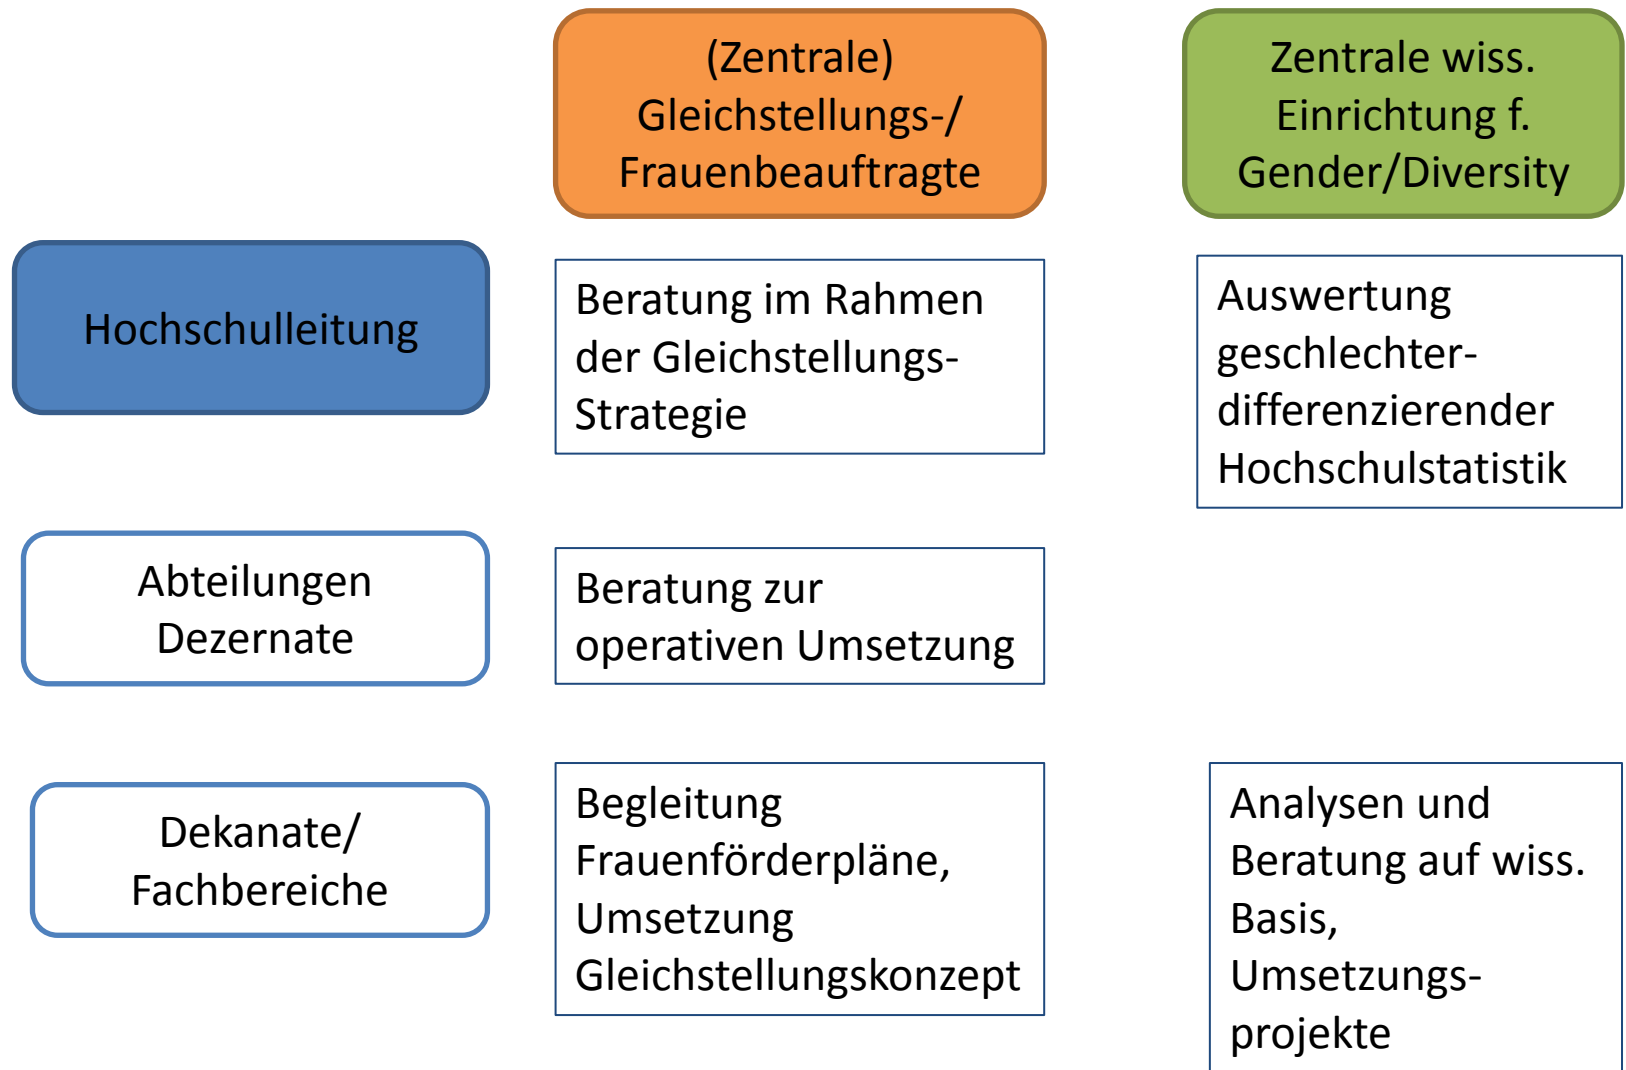 (Zentrale)
Gleichstellungs-/
Frauenbeauftragte
Zentrale wiss.
Einrichtung f.
Gender/Diversity
Hochschulleitung
Beratung im Rahmen
der Gleichstellungs-
Strategie
Auswertung
geschlechter-
differenzierender
Hochschulstatistik
Abteilungen
Dezernate
Beratung zur
operativen Umsetzung
Dekanate/
Fachbereiche
Begleitung
Frauenförderpläne,
Umsetzung
Gleichstellungskonzept
Analysen und
Beratung auf wiss.
Basis,
Umsetzungs-
projekte